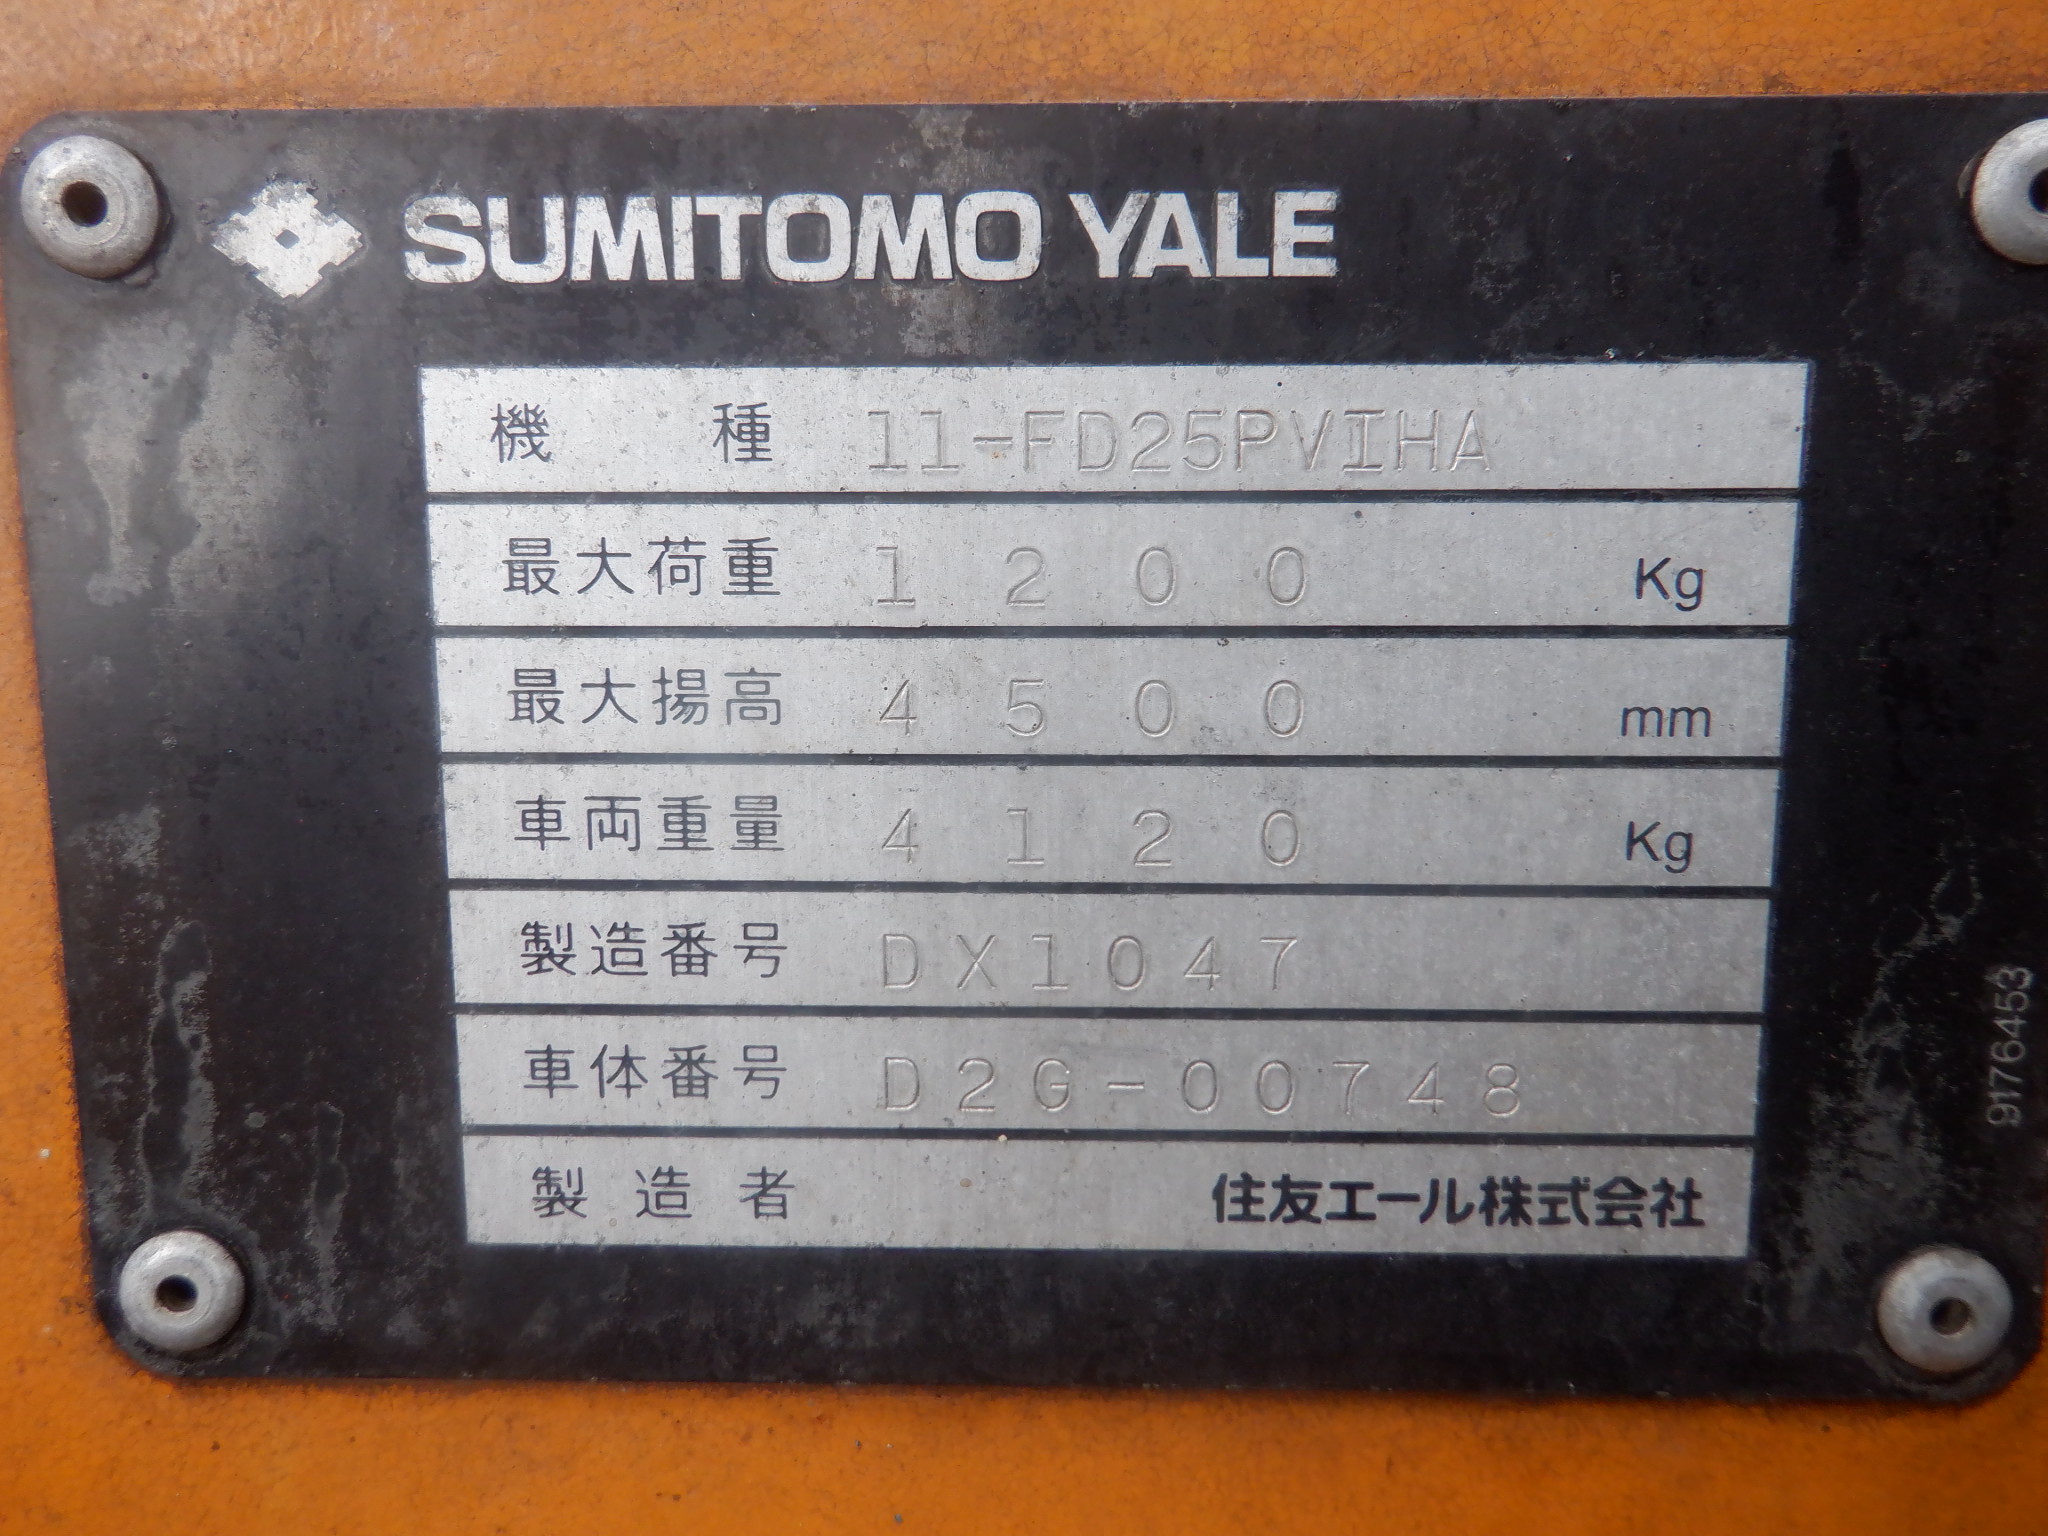 SUMITOMO YALE
機種 11-FD25PVIHA
最大荷重 1200 Kg
最大揚高 4500 mm
車両重量 4120 Kg
製造番号 DX1047
車体番号 D2G-00748
製造者 住友エール株式会社
9176453